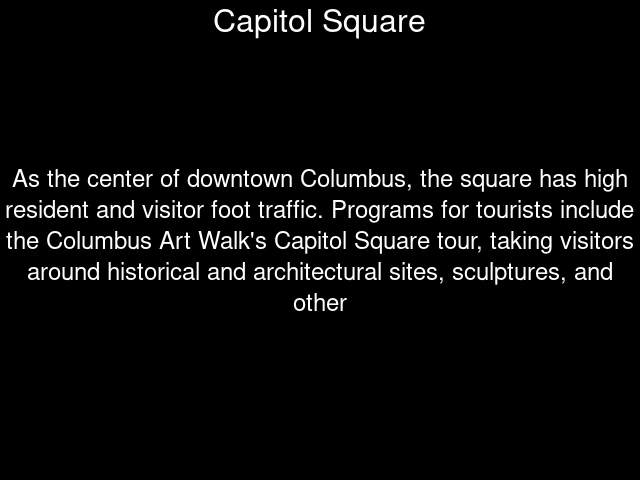 Capitol Square
As the center of downtown Columbus, the square has high
resident and visitor foot traffic. Programs for tourists include
the Columbus Art Walk's Capitol Square tour, taking visitors
around historical and architectural sites, sculptures, and
other